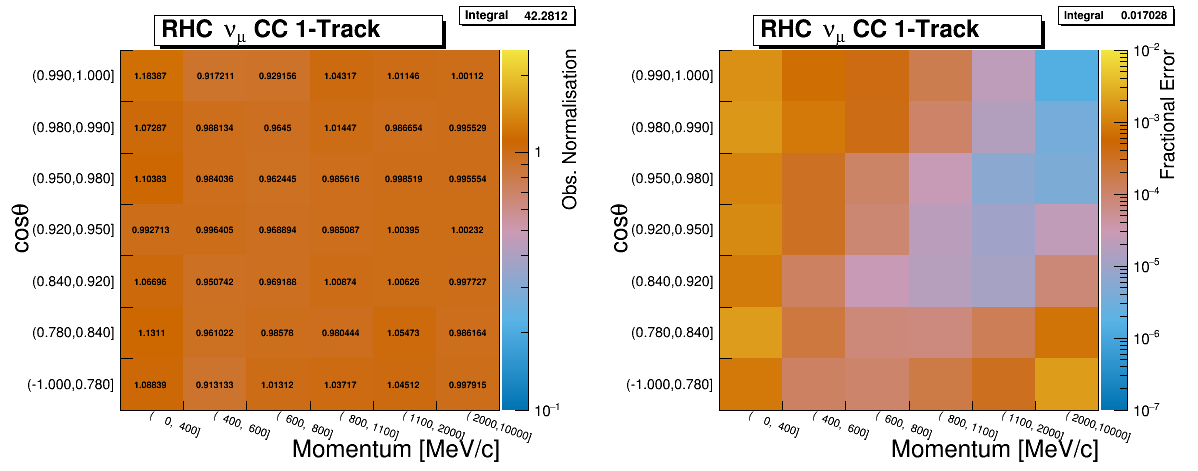 RHC νμ CC 1-Track
Integral 42.2812
(0.990,1.000] 1.18387 0.917211 0.929156 1.04317 1.01146 1.00112
(0.980,0.990] 1.07287 0.988134 0.9645 1.01447 0.986654 0.995529
(0.950,0.980] 1.10383 0.984036 0.962445 0.985616 0.998519 0.995554
(0.920,0.950] 0.992713 0.996405 0.968894 0.985087 1.00395 1.00232
(0.840,0.920] 1.06696 0.950742 0.969186 1.00874 1.00626 0.997727
(0.780,0.840] 1.1311 0.961022 0.98578 0.980444 1.05473 0.986164
(-1.000,0.780] 1.08839 0.913133 1.01312 1.03717 1.04512 0.997915
cosθ
( 0, 400] ( 400, 600] ( 600, 800] ( 800, 1100] ( 1100, 2000] ( 2000,10000]
Momentum [MeV/c]
1
10−1
Obs. Normalisation
RHC νμ CC 1-Track
Integral 0.017028
(0.990,1.000]
(0.980,0.990]
(0.950,0.980]
(0.920,0.950]
(0.840,0.920]
(0.780,0.840]
(-1.000,0.780]
cosθ
( 0, 400] ( 400, 600] ( 600, 800] ( 800, 1100] ( 1100, 2000] ( 2000,10000]
Momentum [MeV/c]
10−2
10−3
10−4
10−5
10−6
10−7
Fractional Error